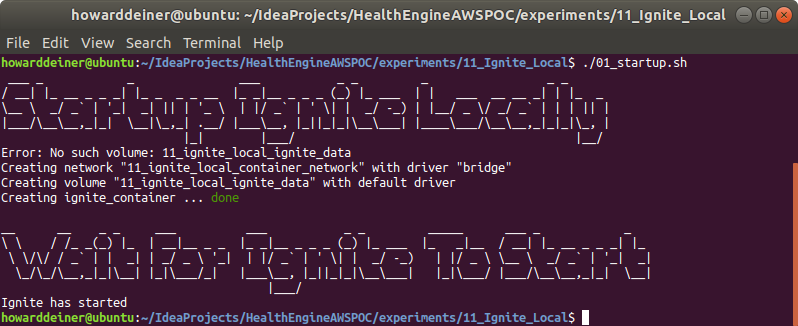 howarddeiner@ubuntu: ~/IdeaProjects/HealthEngineAWSPOC/experiments/11_Ignite_Local
File Edit View Search Terminal Help
howarddeiner@ubuntu:~/IdeaProjects/HealthEngineAWSPOC/experiments/11_Ignite_Local$ ./01_startup.sh
Startup Ignite Locally
Error: No such volume: 11_ignite_local_ignite_data
Creating network "11_ignite_local_container_network" with driver "bridge"
Creating volume "11_ignite_local_ignite_data" with default driver
Creating ignite_container ... done
Wait For Ignite To Start
Ignite has started
howarddeiner@ubuntu:~/IdeaProjects/HealthEngineAWSPOC/experiments/11_Ignite_Local$